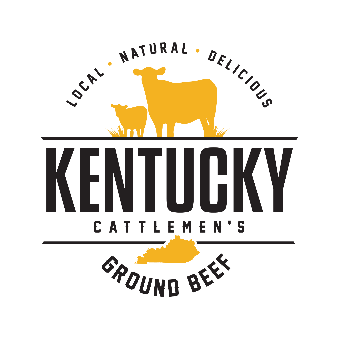 LOCAL • NATURAL • DELICIOUS
KENTUCKY
CATTLEMEN'S
GROUND BEEF